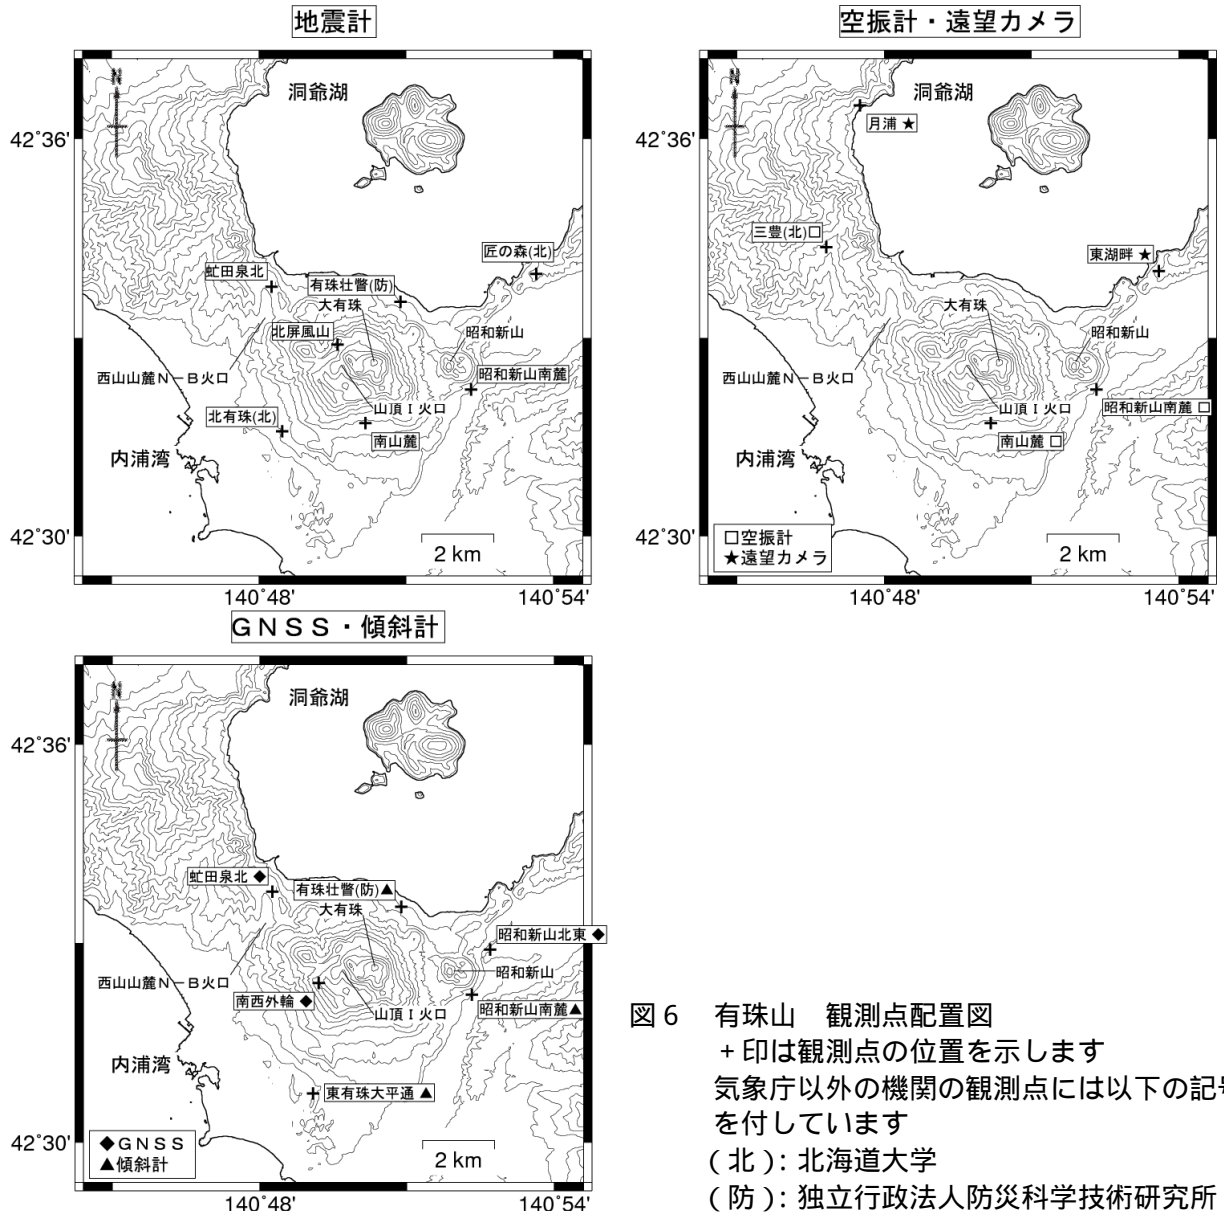 地震計
N
洞爺湖
42°36'
匠の森(北)
虻田泉北
有珠壮瞥(防)
大有珠
北屏風山
昭和新山
西山山麓N－B火口
昭和新山南麓
山頂I火口
北有珠(北)
南山麓
内浦湾
42°30'
2 km
140°48'
140°54'
空振計・遠望カメラ
N
洞爺湖
月浦 ★
42°36'
三豊(北)□
東湖畔 ★
大有珠
昭和新山
西山山麓N－B火口
山頂I火口
昭和新山南麓 □
南山麓 □
内浦湾
42°30'
□空振計
★遠望カメラ
2 km
140°48'
140°54'
GNSS・傾斜計
N
洞爺湖
42°36'
虻田泉北 ◆
有珠壮瞥(防)▲
大有珠
昭和新山北東 ◆
昭和新山
西山山麓N－B火口
南西外輪 ◆
山頂I火口
昭和新山南麓▲
内浦湾
東有珠大平通 ▲
42°30'
◆GNSS
▲傾斜計
2 km
140°48'
140°54'
図6 有珠山 観測点配置図
+印は観測点の位置を示します
気象庁以外の機関の観測点には以下の記号
を付しています
(北):北海道大学
(防):独立行政法人防災科学技術研究所